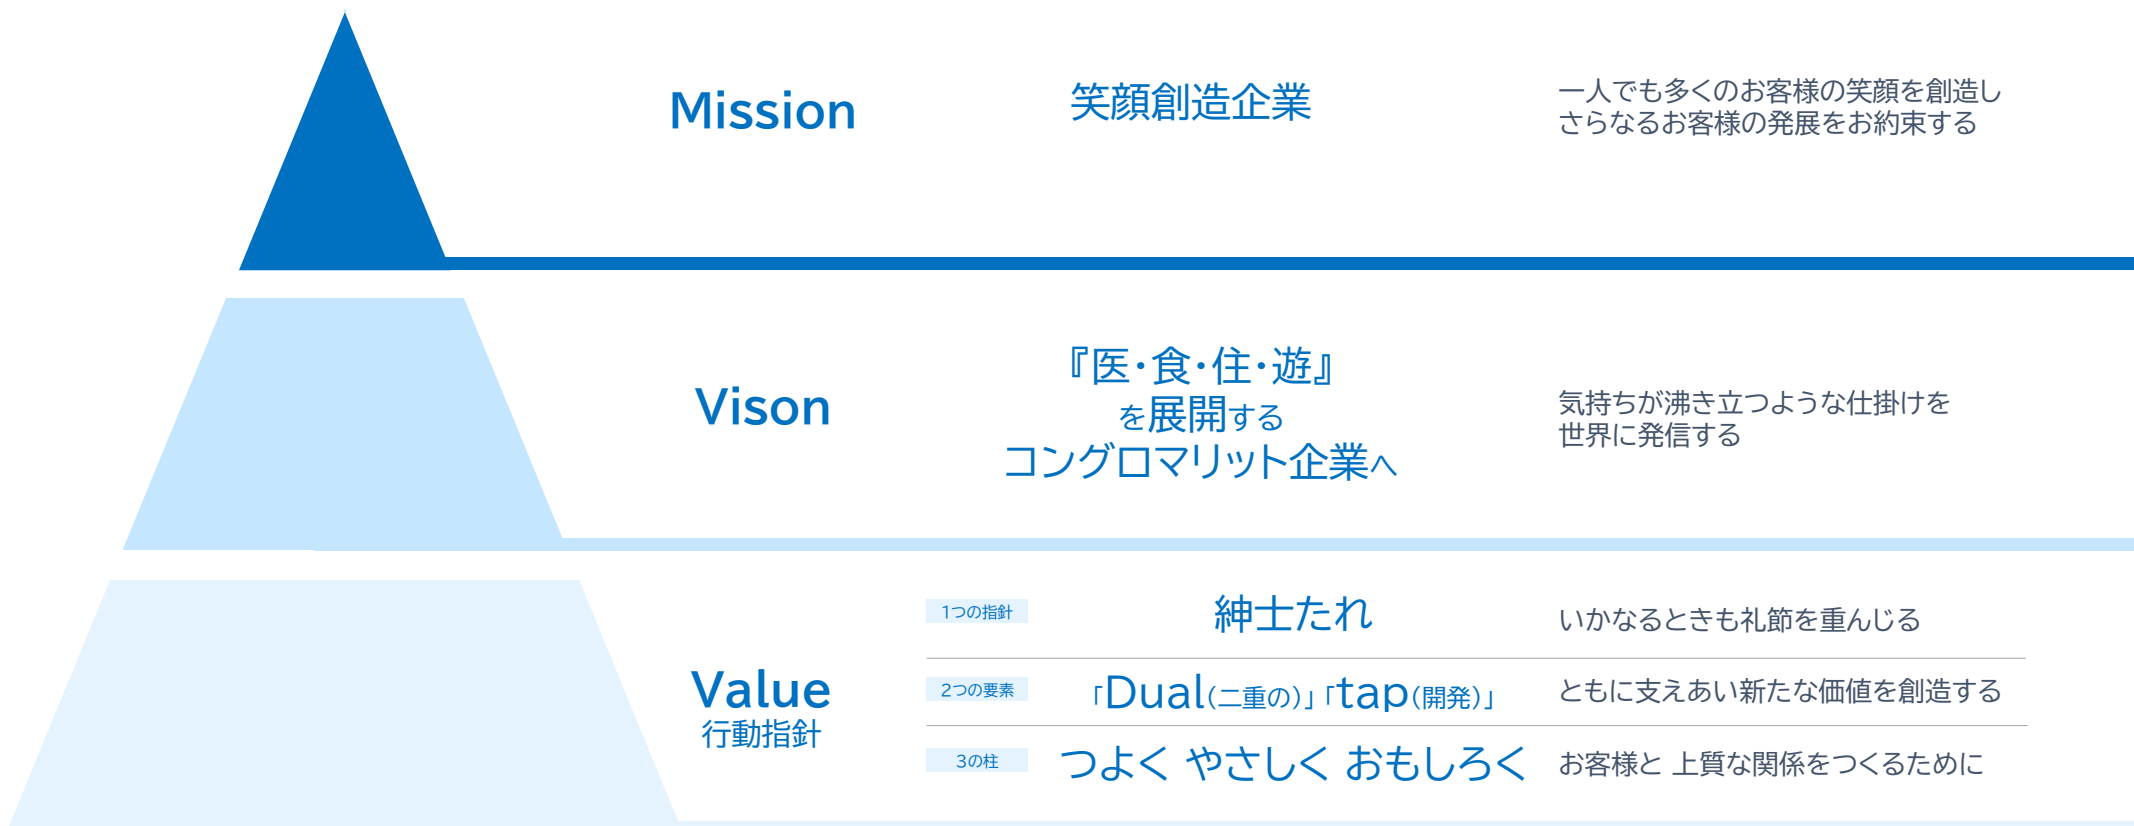 Mission
笑顔創造企業
一人でも多くのお客様の笑顔を創造し
さらなるお客様の発展をお約束する
Vison
『医・食・住・遊』
を展開する
コングロマリット企業へ
気持ちが沸き立つような仕掛けを
世界に発信する
Value
行動指針
1つの指針
紳士たれ
いかなるときも礼節を重んじる
2つの要素
「Dual(二重の)」「tap(開発)」
ともに支えあい新たな価値を創造する
3の柱
つよく やさしく おもしろく
お客様と 上質な関係をつくるために